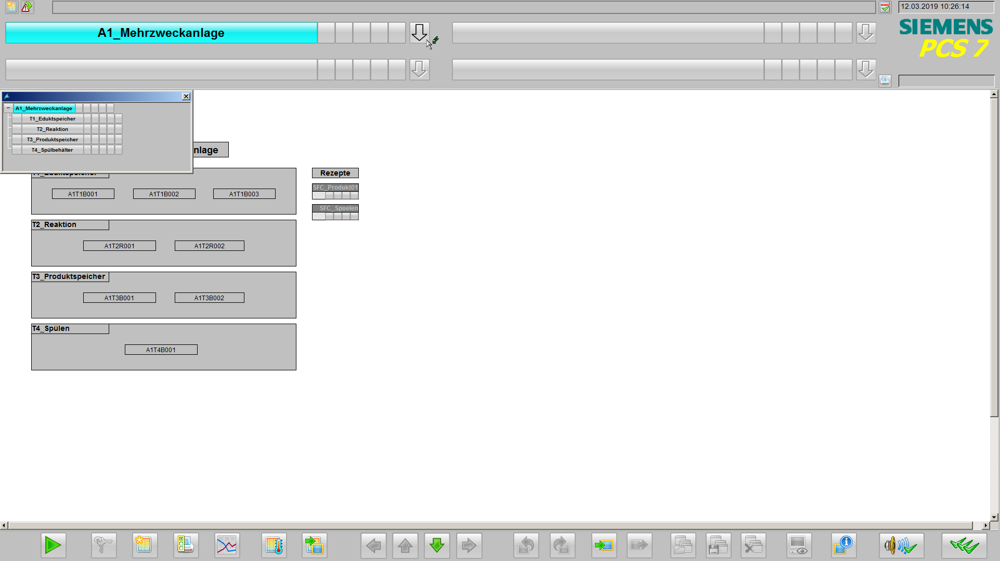 12.03.2019 10:26:14
A1_Mehrzweckanlage
SIEMENS
PCS 7
A1_Mehrzweckanlage
T1_Eduktspeicher
T2_Reaktion
T3_Produktspeicher
T4_Spülbehälter
nlage
T1_Eduktspeicher
A1T1B001 A1T1B002 A1T1B003
T2_Reaktion
A1T2R001 A1T2R002
T3_Produktspeicher
A1T3B001 A1T3B002
T4_Spülen
A1T4B001
Rezepte
SFC_Produkt01
SFC_Spuelen